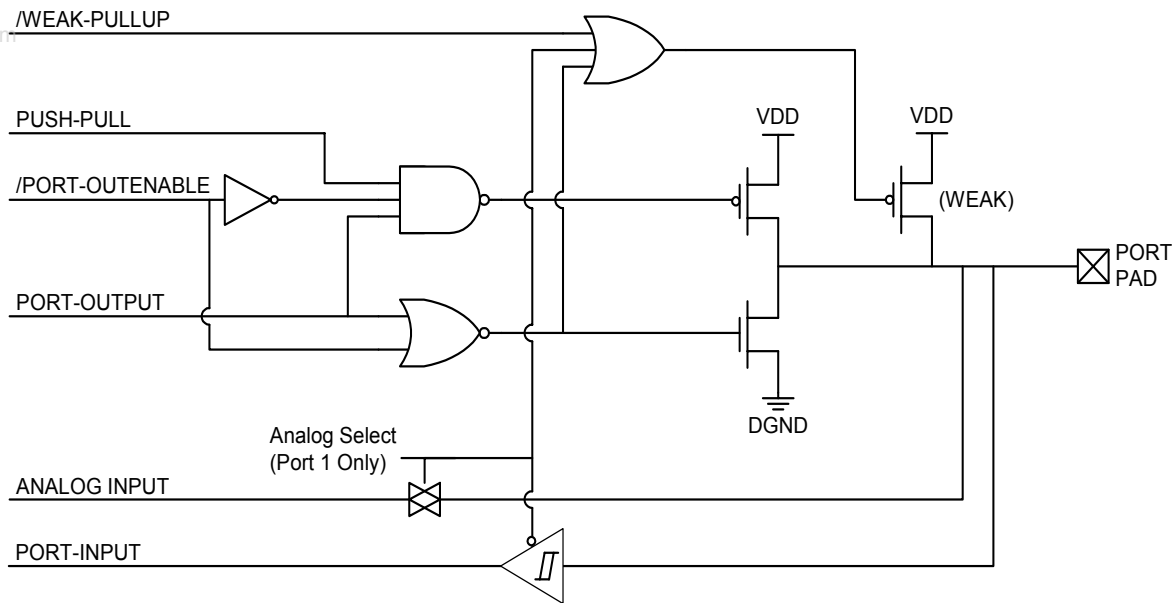 /WEAK-PULLUP
m
PUSH-PULL
VDD
VDD
/PORT-OUTENABLE
(WEAK)
PORT
PAD
PORT-OUTPUT
DGND
Analog Select
(Port 1 Only)
ANALOG INPUT
PORT-INPUT